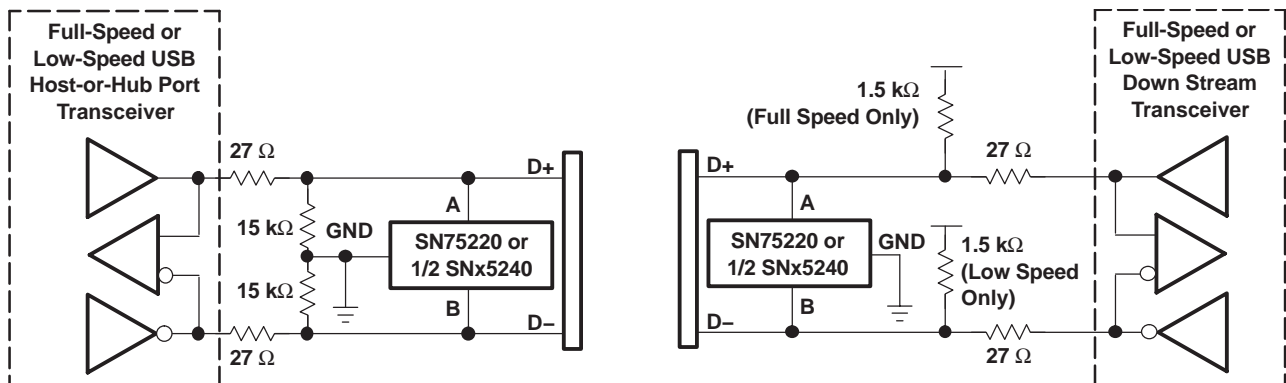 Full-Speed or
Low-Speed USB
Host-or-Hub Port
Transceiver
27 Ω
15 kΩ
GND
15 kΩ
27 Ω
A
SN75220 or
1/2 SNx5240
B
D+
D−
Full-Speed or
Low-Speed USB
Down Stream
Transceiver
1.5 kΩ
(Full Speed Only)
27 Ω
D+
A
SN75220 or
1/2 SNx5240
GND
B
D−
1.5 kΩ
(Low Speed
Only)
27 Ω